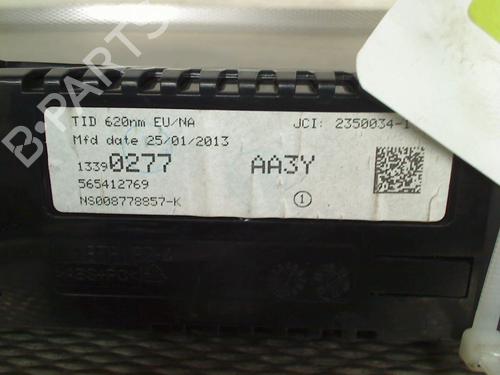 B-PARTS
TID 620nm EU/NA JCI: 2350034-1
Mfd date 25/01/2013
13390277 AA3Y
565412769
NS008778857-K 1